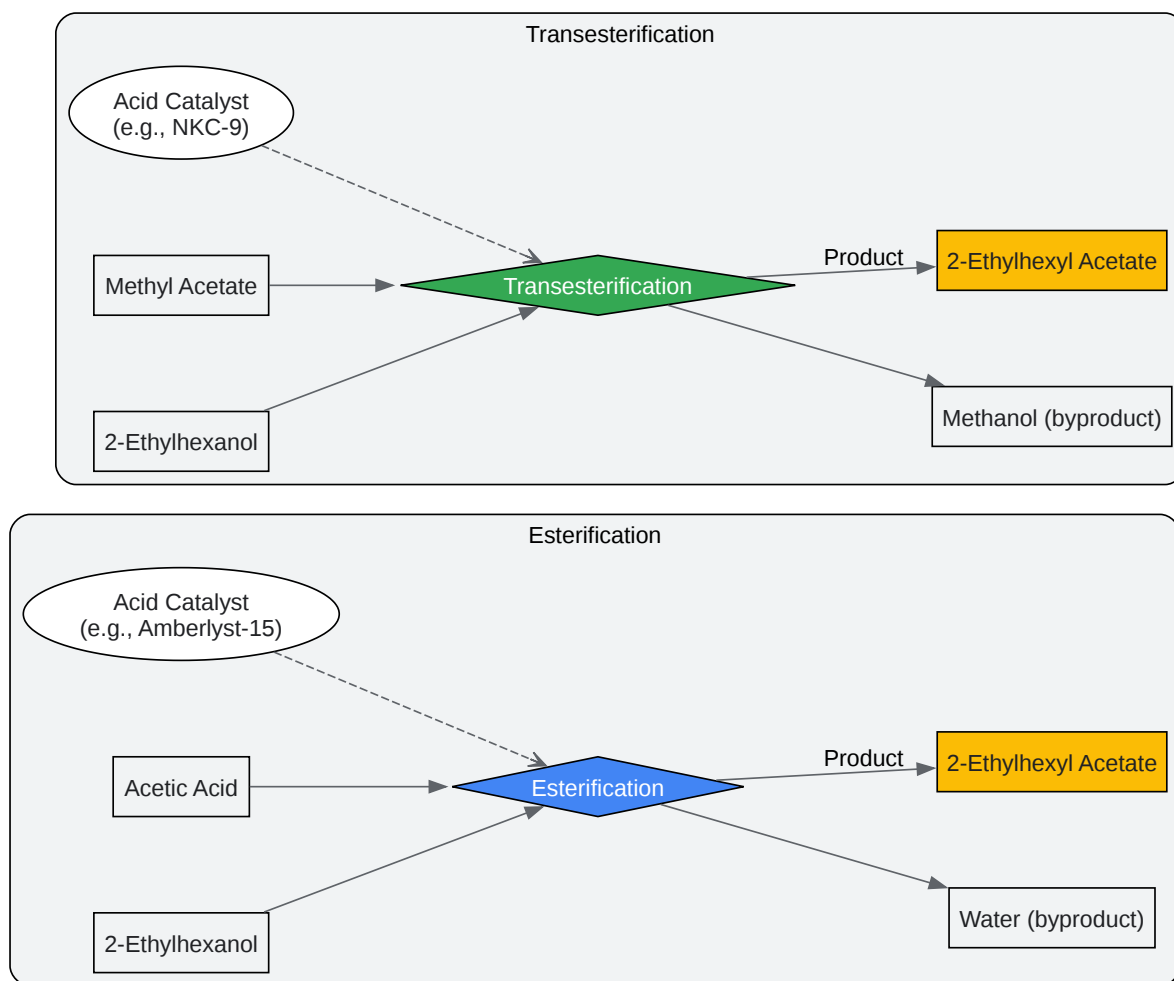 Transesterification
Acid Catalyst
(e.g., NKC-9)
Product
2-Ethylhexyl Acetate
Methyl Acetate
Transesterification
2-Ethylhexanol
Methanol (byproduct)
Esterification
Acid Catalyst
(e.g., Amberlyst-15)
Product
2-Ethylhexyl Acetate
Acetic Acid
Esterification
2-Ethylhexanol
Water (byproduct)